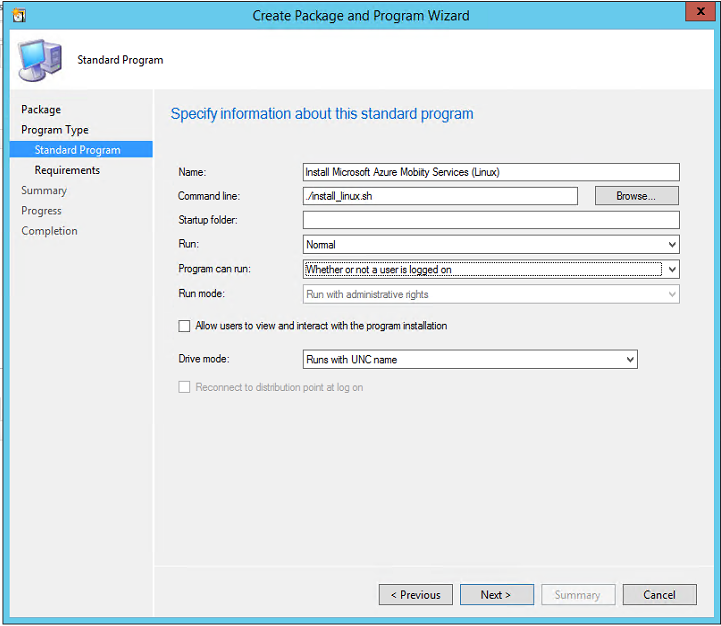 Create Package and Program Wizard
x
Standard Program
Package
Program Type
Standard Program
Requirements
Summary
Progress
Completion
Specify information about this standard program
Name: Install Microsoft Azure Mobiity Services (Linux)
Command line: ./install_linux.sh Browse...
Startup folder:
Run: Normal
Program can run: Whether or not a user is logged on
Run mode: Run with administrative rights
Allow users to view and interact with the program installation
Drive mode: Runs with UNC name
Reconnect to distribution point at log on
< Previous Next > Summary Cancel